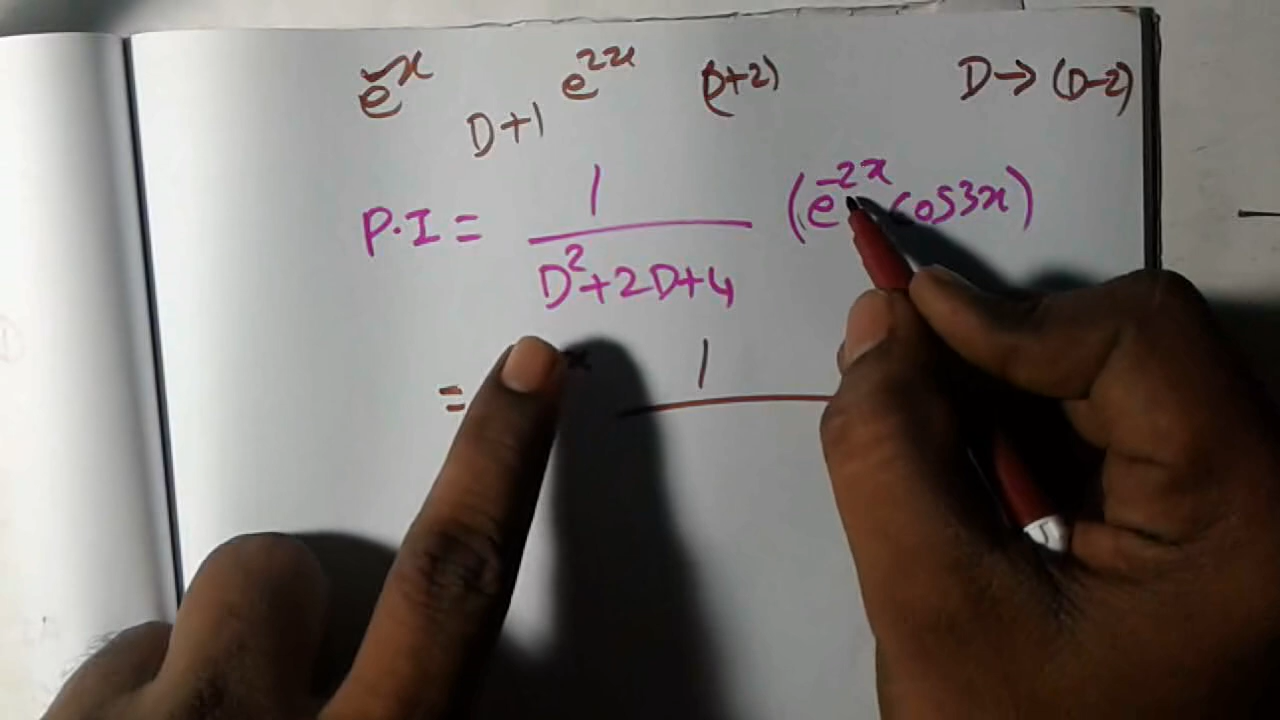 e^x e^2x (D+2) D→(D-2)
D+1
P.I = 1/(D²+2D+4) (e^-2x cos3x)
= x 1